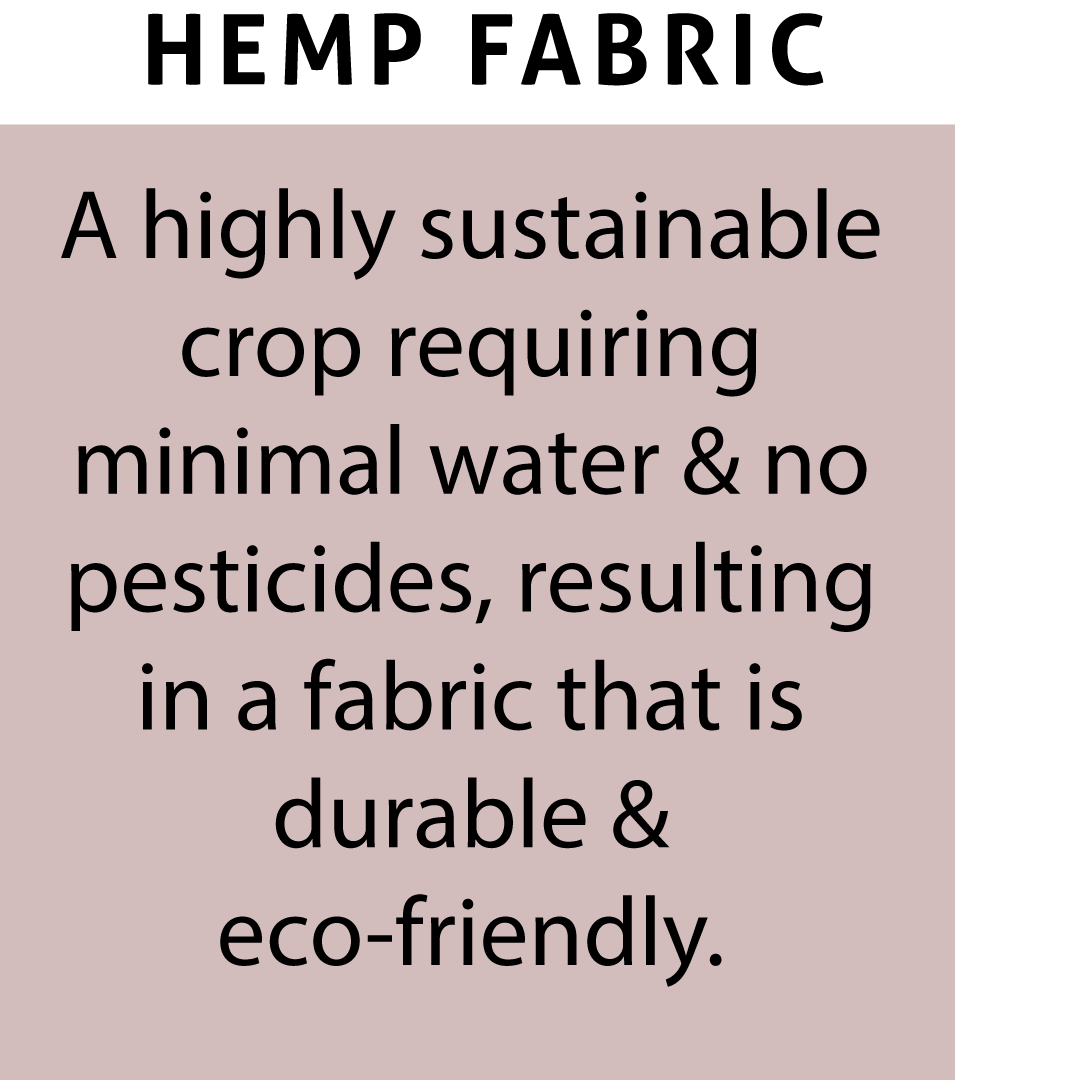 HEMP FABRIC
A highly sustainable
crop requiring
minimal water & no
pesticides, resulting
in a fabric that is
durable &
eco-friendly.